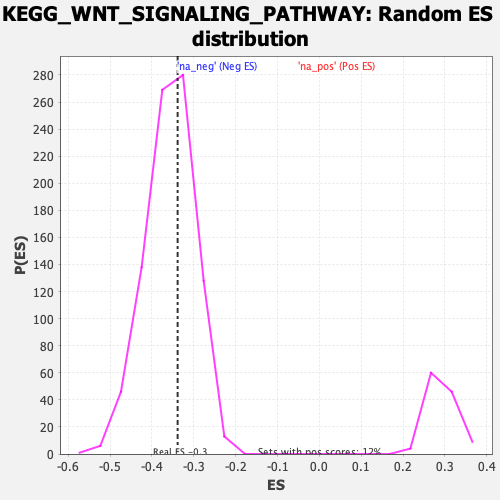 KEGG_WNT_SIGNALING_PATHWAY: Random ES
distribution
'na_neg' (Neg ES) 'na_pos' (Pos ES)
280
260
240
220
200
180
160
140
120
100
80
60
40
20
0
P(ES)
Real ES -0.3 Sets with pos scores: 12%
-0.6 -0.5 -0.4 -0.3 -0.2 -0.1 0.0 0.1 0.2 0.3 0.4
ES